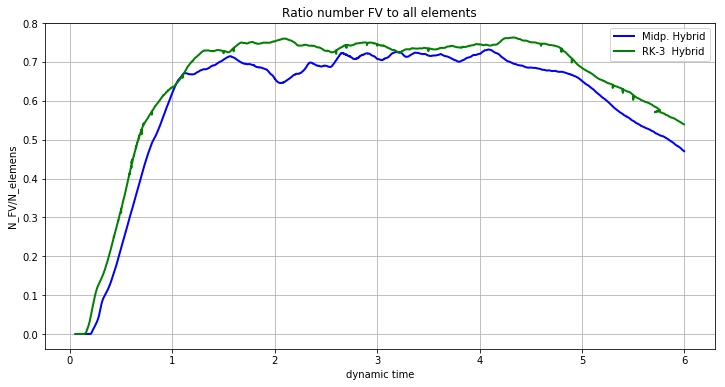 Ratio number FV to all elements
Midp. Hybrid
RK-3 Hybrid
N_FV/N_elemens
0.8
0.7
0.6
0.5
0.4
0.3
0.2
0.1
0.0
0 1 2 3 4 5 6
dynamic time